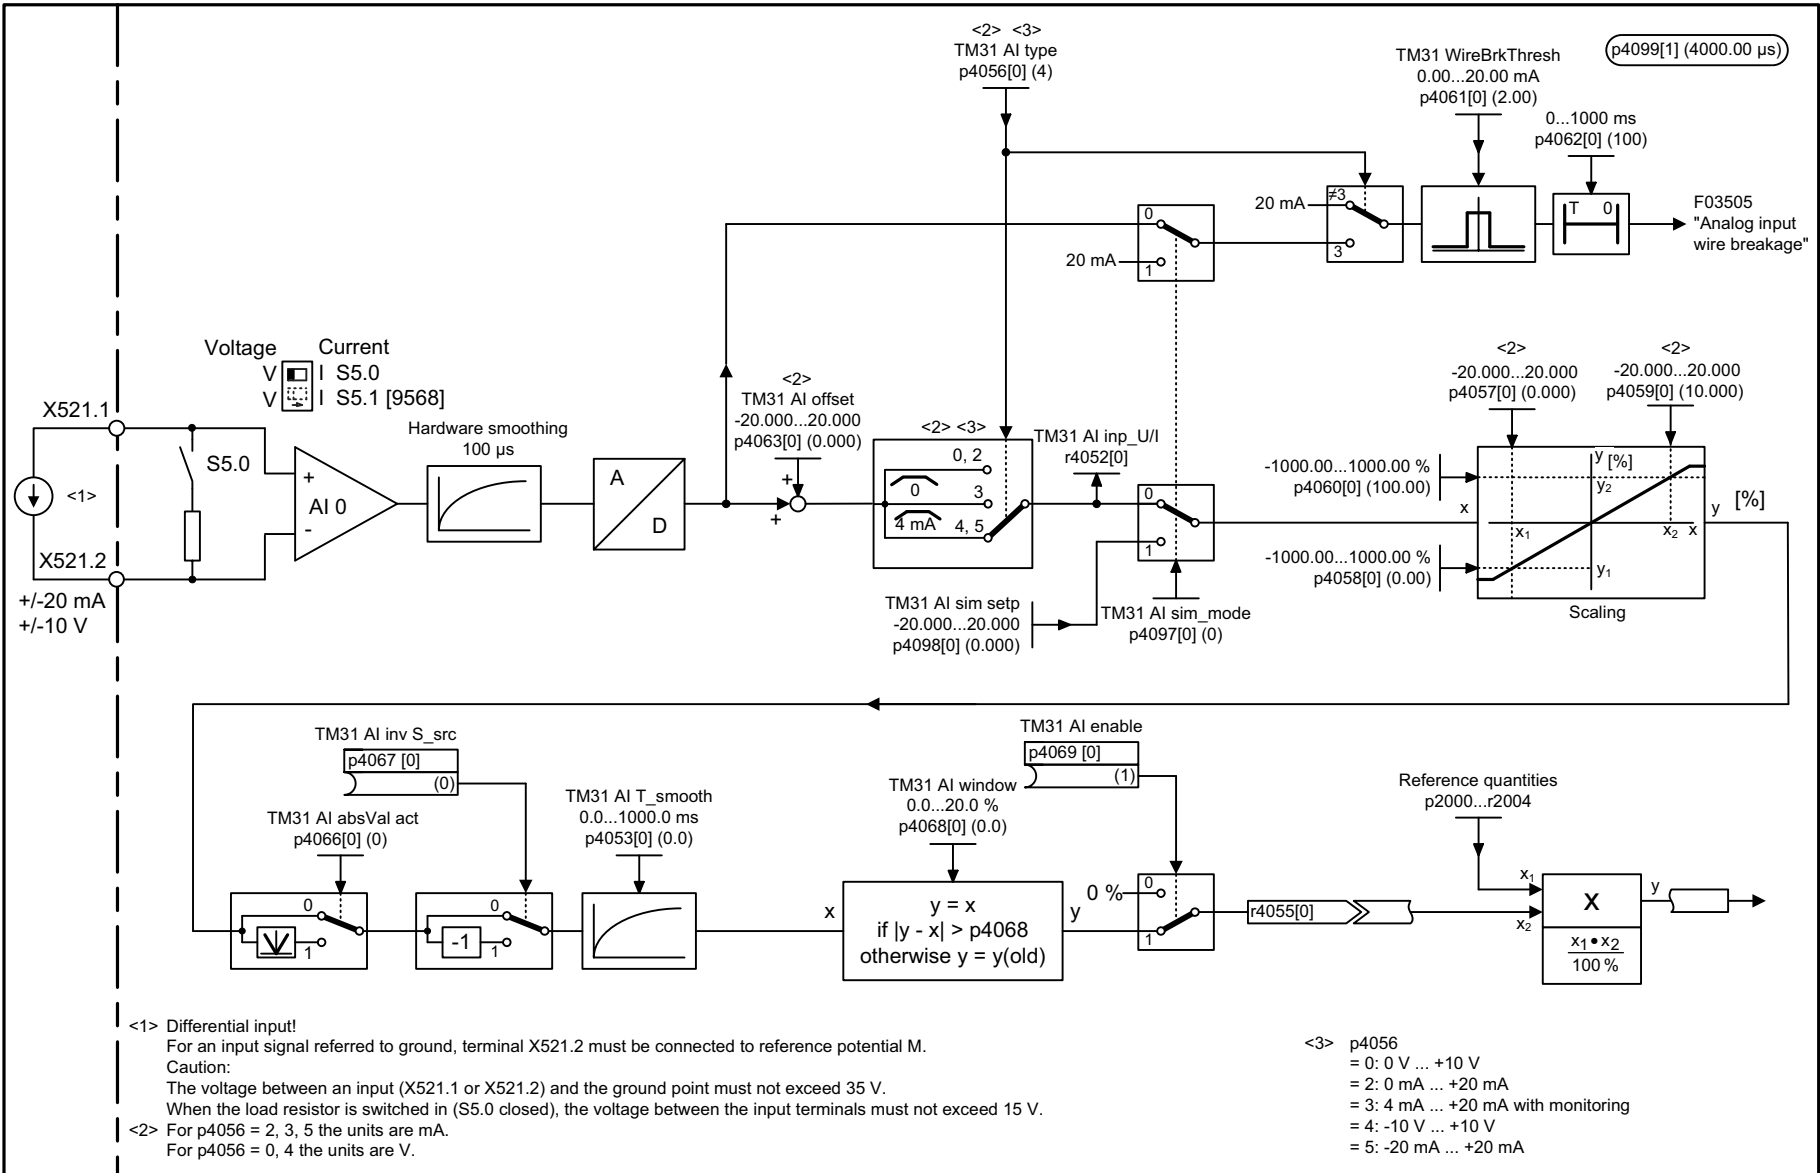 <2> <3>
TM31 AI type
p4056[0] (4)
TM31 WireBrkThresh
0.00...20.00 mA
p4061[0] (2.00)
p4099[1] (4000.00 µs)
0...1000 ms
p4062[0] (100)
20 mA
≠3
3
T 0
F03505
"Analog input
wire breakage"
0
20 mA
1
Voltage Current
V I S5.0
V I S5.1 [9568]
X521.1
S5.0
<1>
X521.2
+/-20 mA
+/-10 V
+
AI 0
-
Hardware smoothing
100 µs
A
D
<2>
TM31 AI offset
-20.000...20.000
p4063[0] (0.000)
+
+
<2> <3>
0, 2
0
3
4 mA
4, 5
TM31 AI inp_U/I
r4052[0]
0
1
TM31 AI sim setp
-20.000...20.000
p4098[0] (0.000)
TM31 AI sim_mode
p4097[0] (0)
<2>
-20.000...20.000
p4057[0] (0.000)
<2>
-20.000...20.000
p4059[0] (10.000)
-1000.00...1000.00 %
p4060[0] (100.00)
x
-1000.00...1000.00 %
p4058[0] (0.00)
y [%]
y2
x1
x2 x
y1
y [%]
Scaling
TM31 AI inv S_src
p4067 [0]
(0)
TM31 AI absVal act
p4066[0] (0)
0
1
0
-1
1
TM31 AI T_smooth
0.0...1000.0 ms
p4053[0] (0.0)
TM31 AI window
0.0...20.0 %
p4068[0] (0.0)
x
y = x
if |y - x| > p4068
otherwise y = y(old)
y
TM31 AI enable
p4069 [0]
(1)
0 %
0
1
r4055[0]
Reference quantities
p2000...r2004
x1
x2
X
x1•x2
100 %
y
<1> Differential input!
For an input signal referred to ground, terminal X521.2 must be connected to reference potential M.
Caution:
The voltage between an input (X521.1 or X521.2) and the ground point must not exceed 35 V.
When the load resistor is switched in (S5.0 closed), the voltage between the input terminals must not exceed 15 V.
<2> For p4056 = 2, 3, 5 the units are mA.
For p4056 = 0, 4 the units are V.
<3> p4056
= 0: 0 V ... +10 V
= 2: 0 mA ... +20 mA
= 3: 4 mA ... +20 mA with monitoring
= 4: -10 V ... +10 V
= 5: -20 mA ... +20 mA